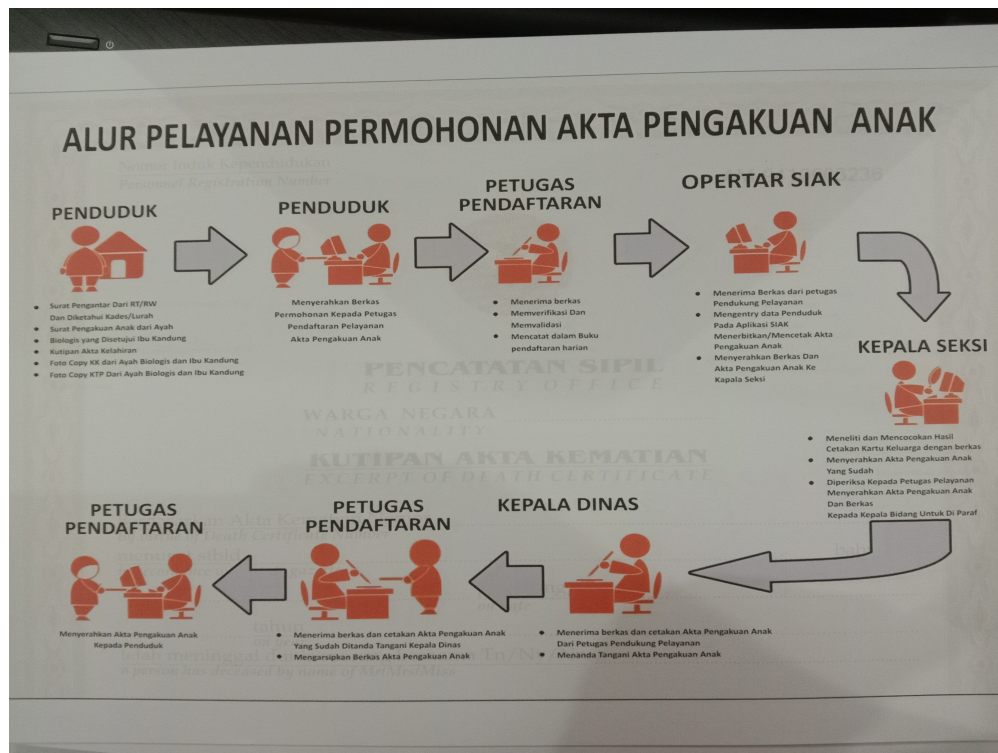 ALUR PELAYANAN PERMOHONAN AKTA PENGAKUAN ANAK
PENDUDUK
Surat Pengantar Dari RT/RW
Dan Diketahui Kades/Lurah
Surat Pengakuan Anak dari Ayah
Biologis yang Disetujui Ibu Kandung
Kutipan Akta Kelahiran
Foto Copy KK dari Ayah Biologis dan Ibu Kandung
Foto Copy KTP Dari Ayah Biologis dan Ibu Kandung
PENDUDUK
Menyerahkan Berkas
Permohonan Kepada Petugas
Pendaftaran Pelayanan
Akta Pengakuan Anak
PETUGAS
PENDAFTARAN
Menerima berkas
Memverifikasi Dan
Memvalidasi
Mencatat dalam Buku
pendaftaran harian
OPERTAR SIAK
Menerima Berkas dari petugas
Pendukung Pelayanan
Mengentry data Penduduk
Pada Aplikasi SIAK
Menerbitkan/Mencetak Akta
Pengakuan Anak
Menyerahkan Berkas Dan
Akta Pengakuan Anak Ke
Kapala Seksi
KEPALA SEKSI
Meneliti dan Mencocokan Hasil
Cetakan Kartu Keluarga dengan berkas
Menyerahkan Akta Pengakuan Anak
Yang Sudah
Diperiksa Kepada Petugas Pelayanan
Menyerahkan Akta Pengakuan Anak
Dan Berkas
Kepada Kepala Bidang Untuk Di Paraf
KEPALA DINAS
Menerima berkas dan cetakan Akta Pengakuan Anak
Dari Petugas Pendukung Pelayanan
Menanda Tangani Akta Pengakuan Anak
PETUGAS
PENDAFTARAN
Menerima berkas dan cetakan Akta Pengakuan Anak
Yang Sudah Ditanda Tangani Kepala Dinas
Mengarsipkan Berkas Akta Pengakuan Anak
PETUGAS
PENDAFTARAN
Menyerahkan Akta Pengakuan Anak
Kepada Penduduk
Nomor Induk Kependudukan
Personnel Registration Number
PENCATATAN SIPIL
REGISTRY OFFICE
WARGA NEGARA
NATIONALITY
KUTIPAN AKTA KEMATIAN
EXCERPT OF DEATH CERTIFICATE